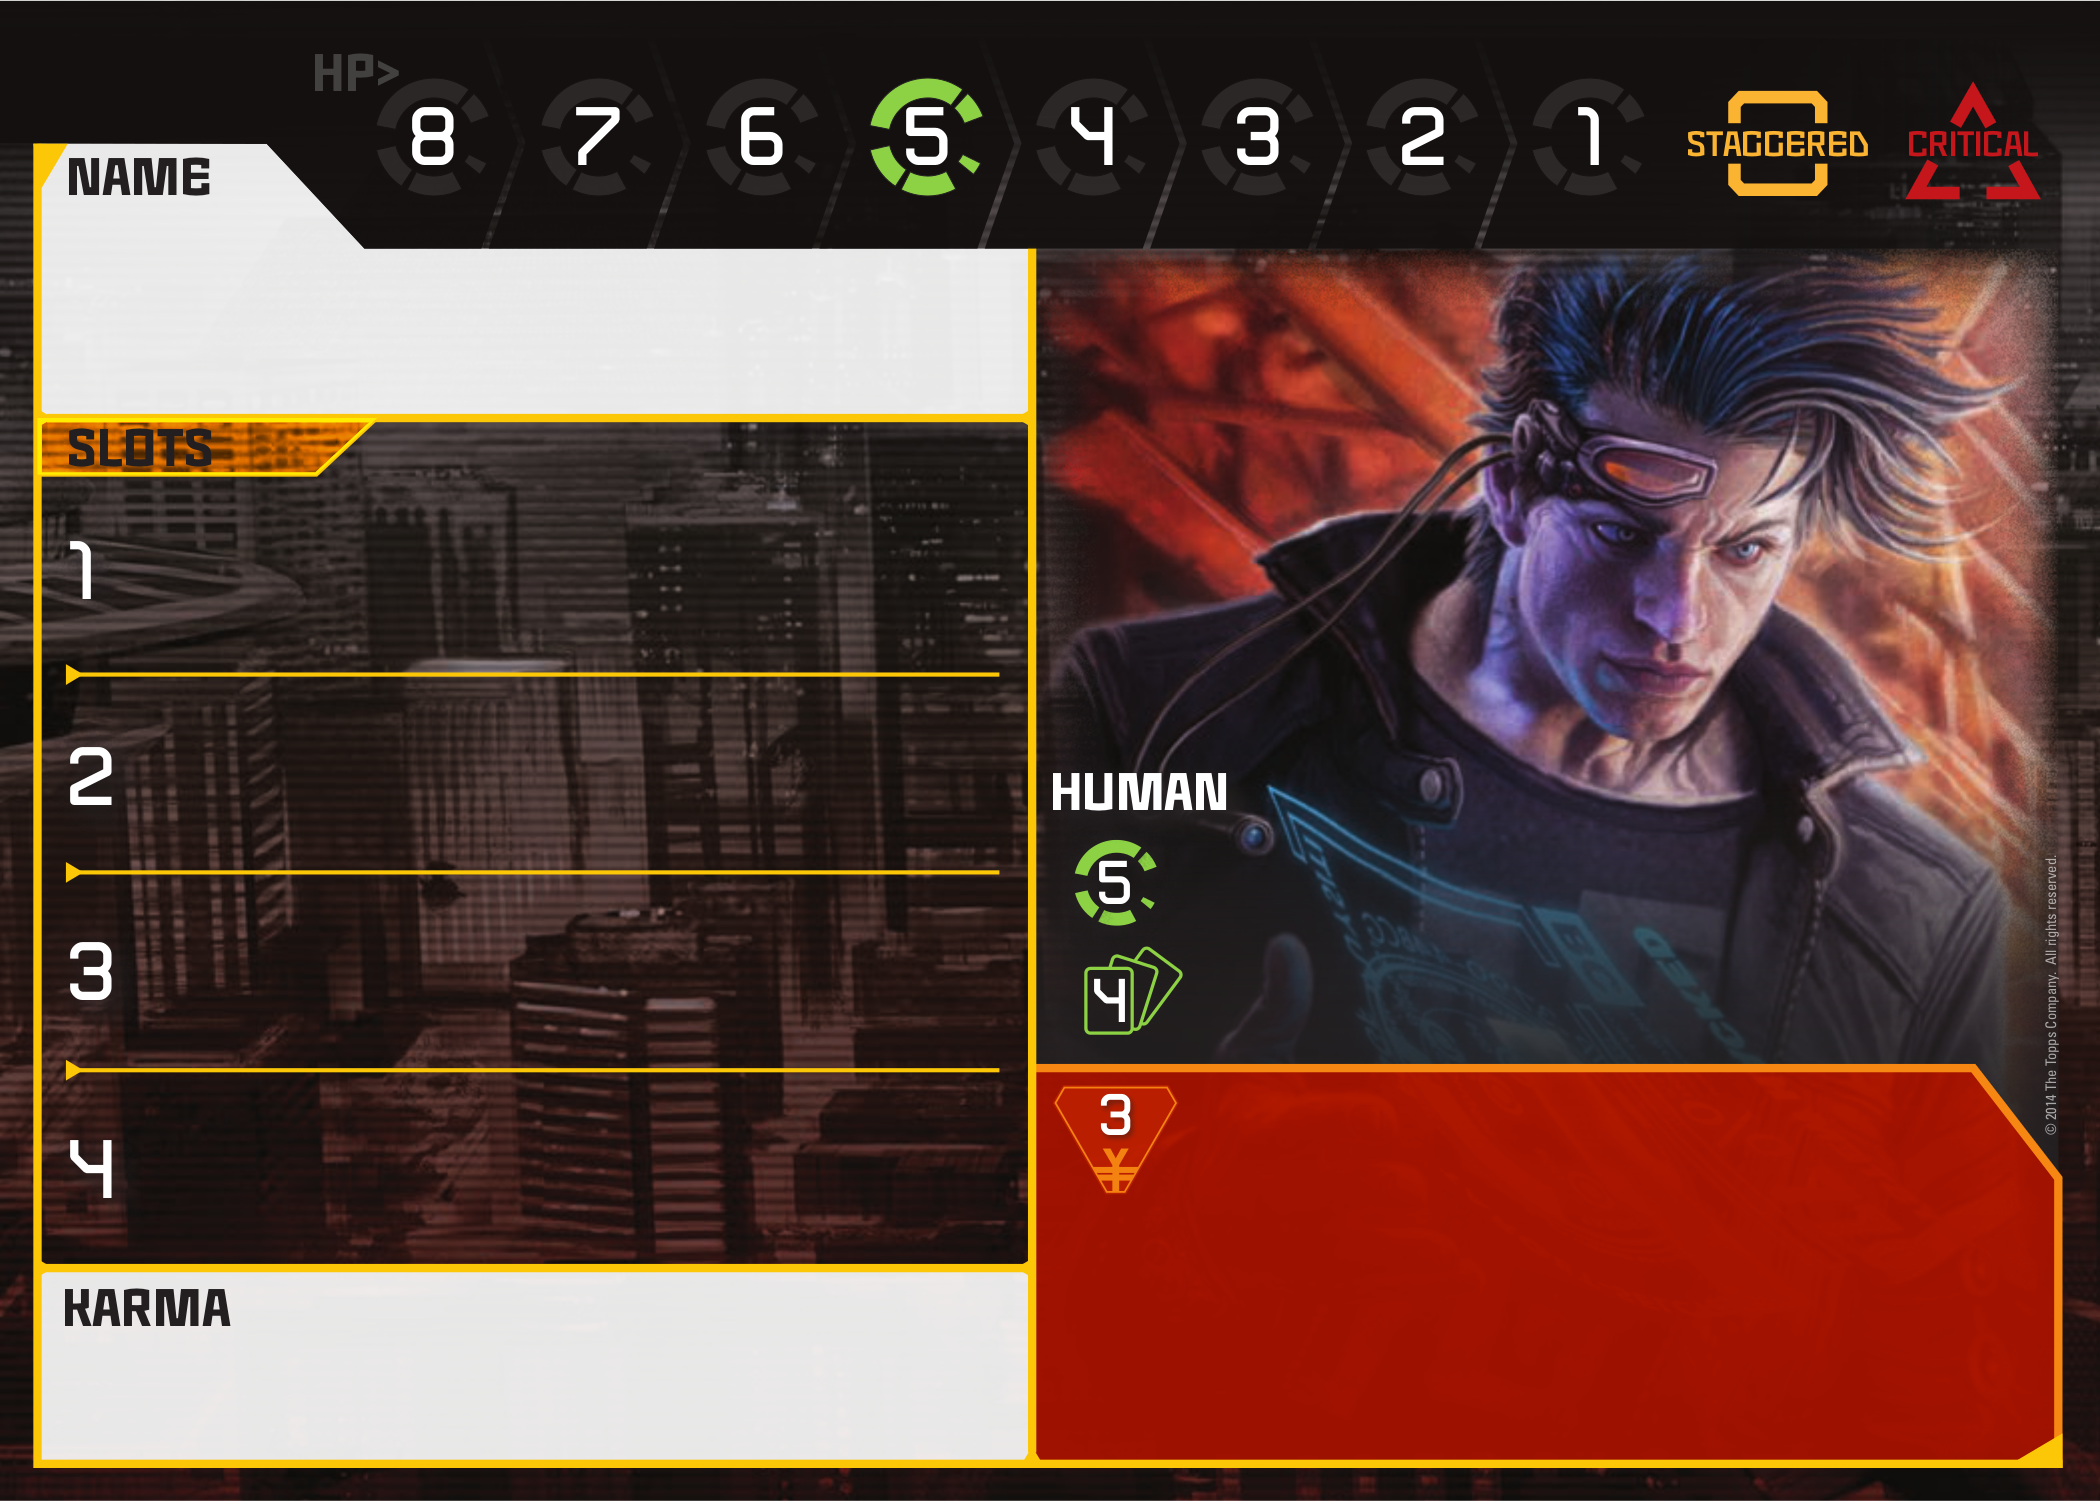 HP>
8 7 6 5 4 3 2 1 STAGGERED CRITICAL
NAME
SLOTS
1
2
3
4
KARMA
HUMAN
5
4
3
¥
© 2014 The Topps Company. All rights reserved.